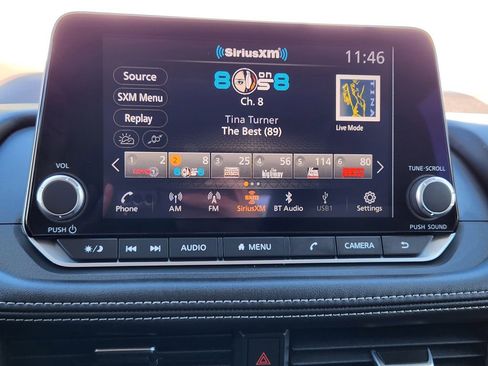 SiriusXM
11:46
Source
8 on 8
SXM Menu
Ch. 8
Replay
Tina Turner
The Best (89)
TINA
Live Mode
VOL
TUNE·SCROLL
1 2
2 8
3 25
4 56
5 114
6 80
Phone
AM
FM
SXM
SiriusXM
BT Audio
USB1
Settings
PUSH
PUSH SOUND
AUDIO
MENU
CAMERA